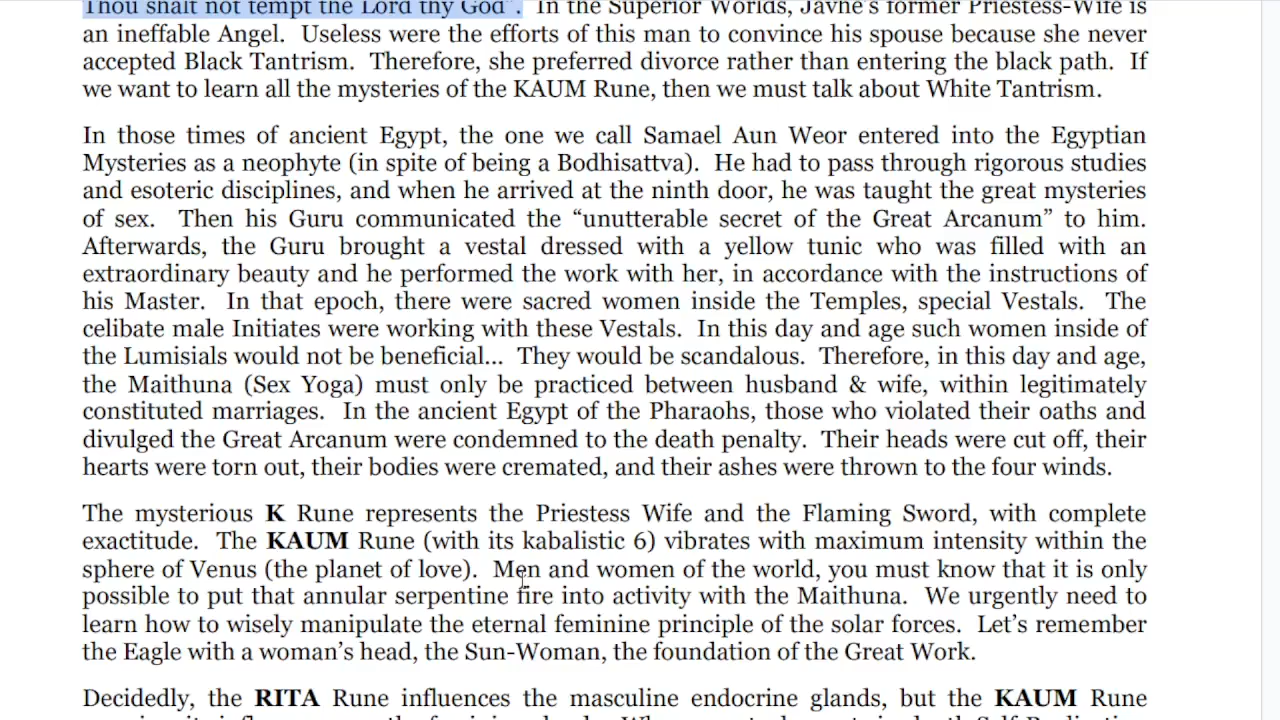 Thou shalt not tempt the Lord thy God”. In the Superior Worlds, Jayne’s former Priestess-Wife is
an ineffable Angel. Useless were the efforts of this man to convince his spouse because she never
accepted Black Tantrism. Therefore, she preferred divorce rather than entering the black path. If
we want to learn all the mysteries of the KAUM Rune, then we must talk about White Tantrism.
In those times of ancient Egypt, the one we call Samael Aun Weor entered into the Egyptian
Mysteries as a neophyte (in spite of being a Bodhisattva). He had to pass through rigorous studies
and esoteric disciplines, and when he arrived at the ninth door, he was taught the great mysteries
of sex. Then his Guru communicated the “unutterable secret of the Great Arcanum” to him.
Afterwards, the Guru brought a vestal dressed with a yellow tunic who was filled with an
extraordinary beauty and he performed the work with her, in accordance with the instructions of
his Master. In that epoch, there were sacred women inside the Temples, special Vestals. The
celibate male Initiates were working with these Vestals. In this day and age such women inside of
the Lumisials would not be beneficial... They would be scandalous. Therefore, in this day and age,
the Maithuna (Sex Yoga) must only be practiced between husband & wife, within legitimately
constituted marriages. In the ancient Egypt of the Pharaohs, those who violated their oaths and
divulged the Great Arcanum were condemned to the death penalty. Their heads were cut off, their
hearts were torn out, their bodies were cremated, and their ashes were thrown to the four winds.
The mysterious K Rune represents the Priestess Wife and the Flaming Sword, with complete
exactitude. The KAUM Rune (with its kabalistic 6) vibrates with maximum intensity within the
sphere of Venus (the planet of love). Men and women of the world, you must know that it is only
possible to put that annular serpentine fire into activity with the Maithuna. We urgently need to
learn how to wisely manipulate the eternal feminine principle of the solar forces. Let’s remember
the Eagle with a woman’s head, the Sun-Woman, the foundation of the Great Work.
Decidedly, the RITA Rune influences the masculine endocrine glands, but the KAUM Rune